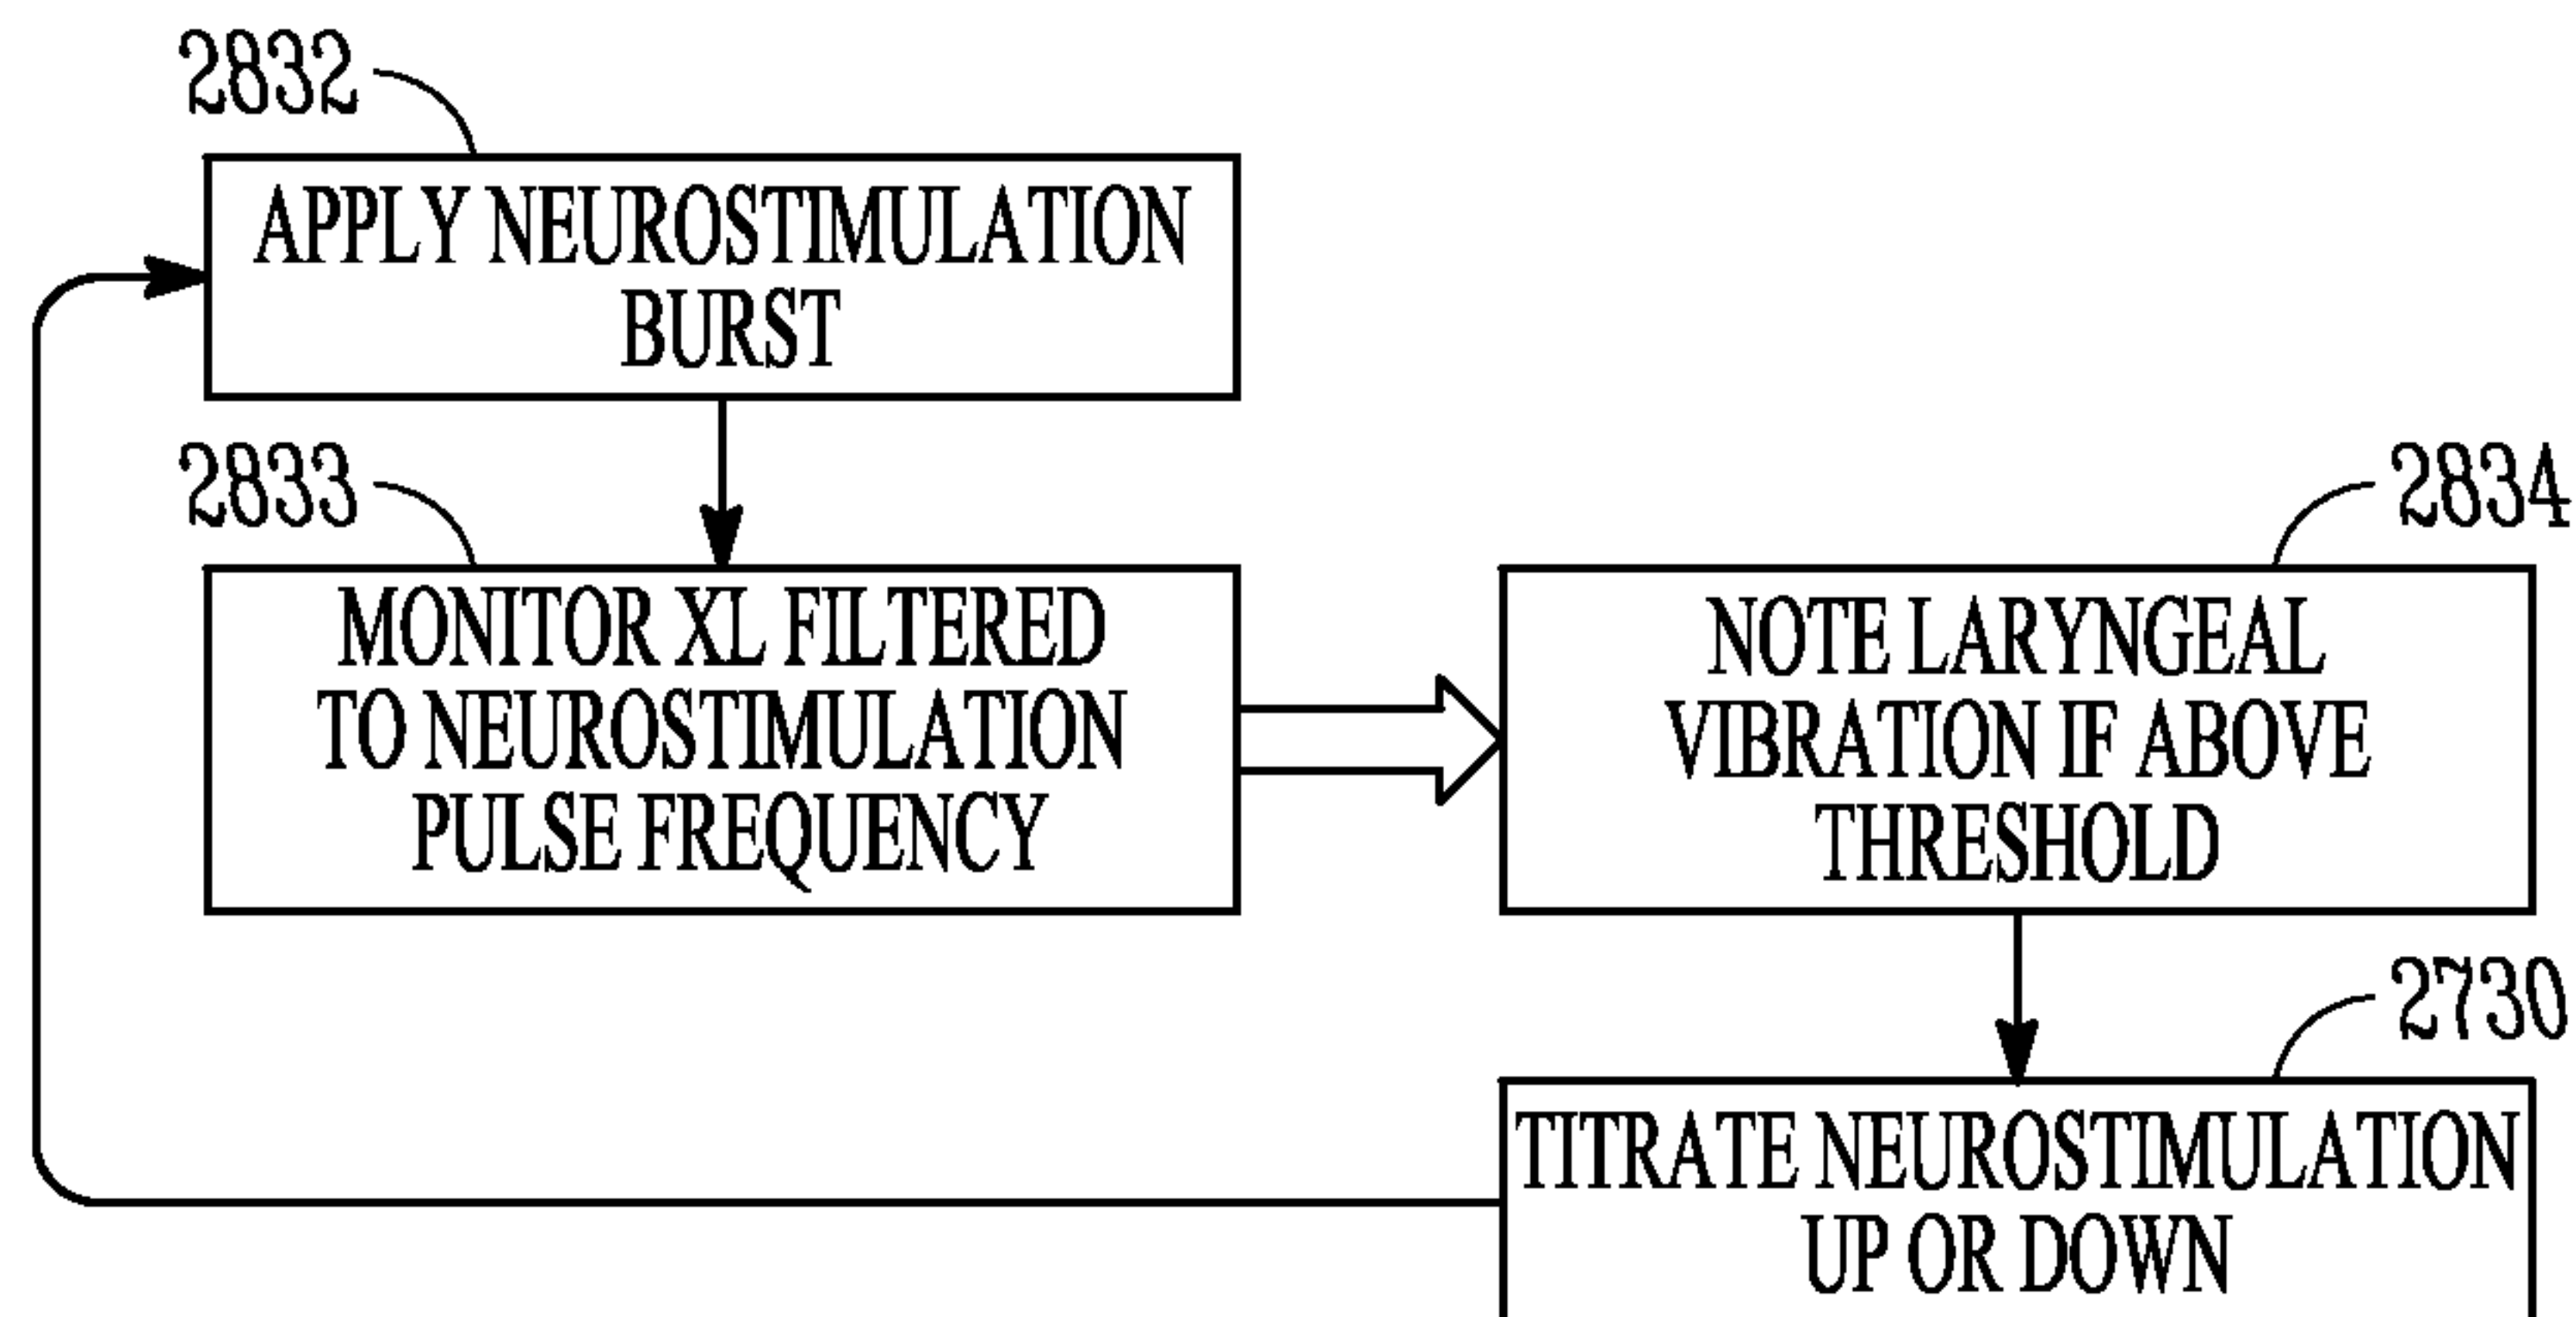 2832
APPLY NEUROSTIMULATION
BURST
2833
MONITOR XL FILTERED
TO NEUROSTIMULATION
PULSE FREQUENCY
2834
NOTE LARYNGEAL
VIBRATION IF ABOVE
THRESHOLD
2730
TITRATE NEUROSTIMULATION
UP OR DOWN